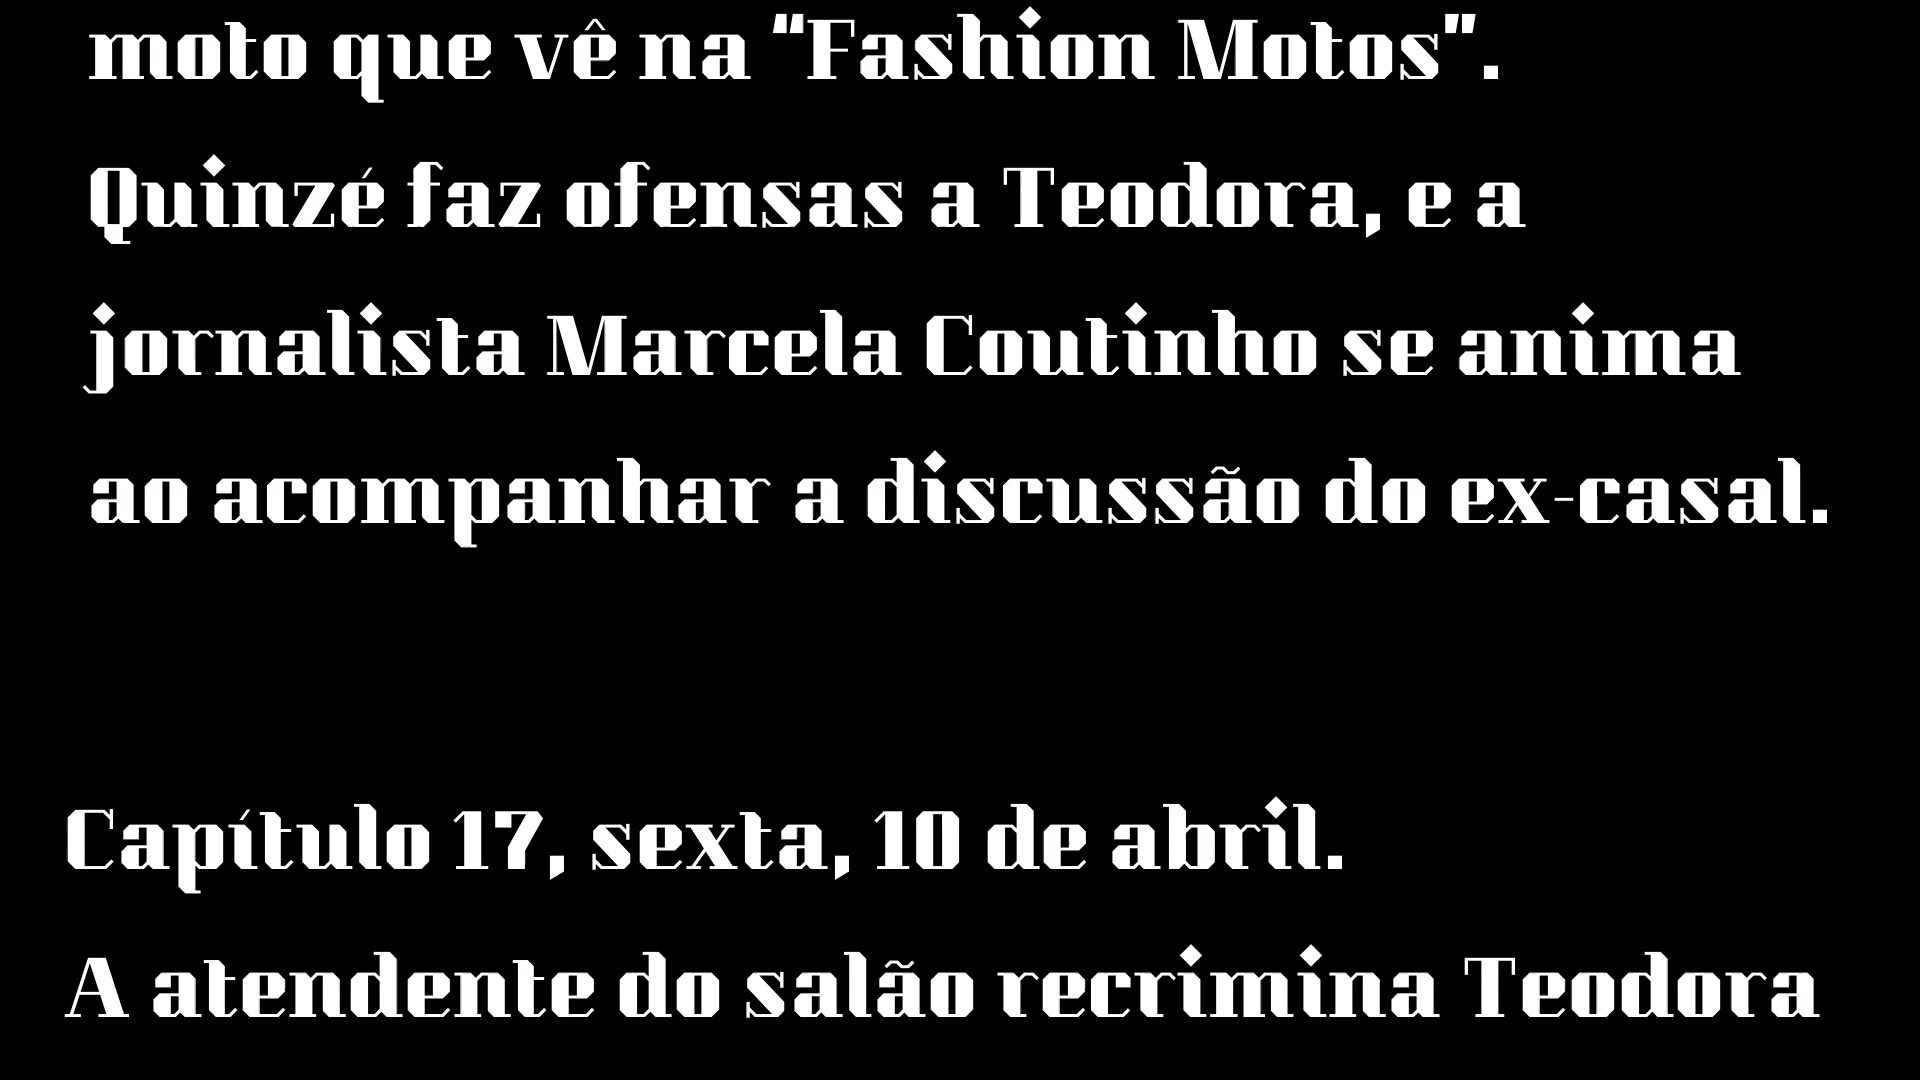 moto que vê na "Fashion Motos".
Quinzé faz ofensas a Teodora, e a
jornalista Marcela Coutinho se anima
ao acompanhar a discussão do ex-casal.
Capítulo 17, sexta, 10 de abril.
A atendente do salão recrimina Teodora